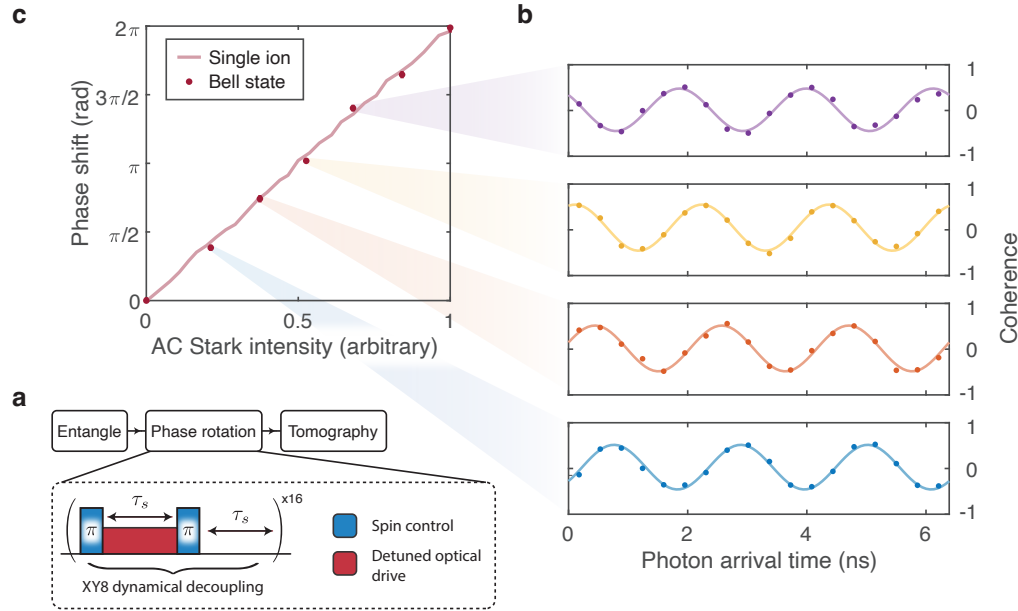 c
2π
3π/2
π
π/2
0
Phase shift (rad)
Single ion
Bell state
0
0.5
1
AC Stark intensity (arbitrary)
a
Entangle
Phase rotation
Tomography
π
τs
π
τs
x16
XY8 dynamical decoupling
Spin control
Detuned optical
drive
b
1
0
-1
1
0
-1
1
0
-1
1
0
-1
Coherence
0
2
4
6
Photon arrival time (ns)